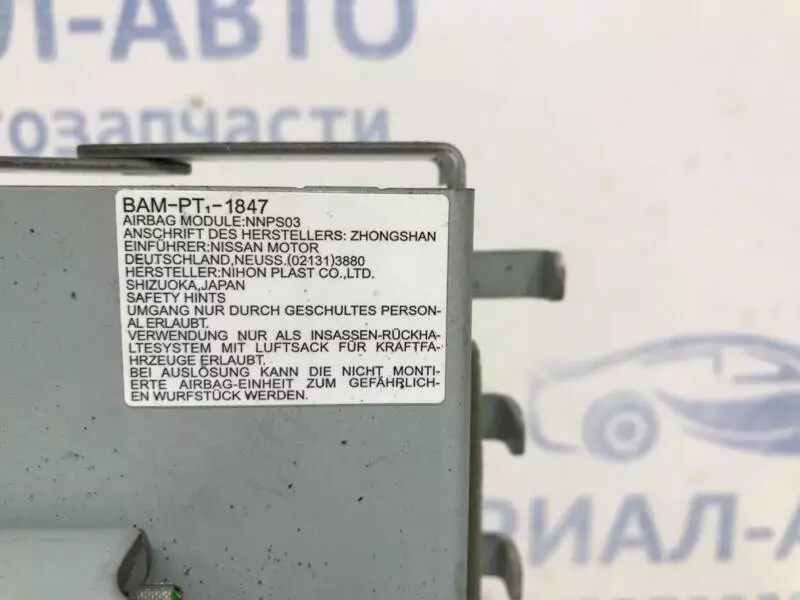 Л-АВТО
тозапчасти
BAM-PT₁-1847
AIRBAG MODULE:NNPS03
ANSCHRIFT DES HERSTELLERS: ZHONGSHAN
EINFÜHRER:NISSAN MOTOR
DEUTSCHLAND,NEUSS.(02131)3880
HERSTELLER:NIHON PLAST CO.,LTD.
SHIZUOKA,JAPAN
SAFETY HINTS
UMGANG NUR DURCH GESCHULTES PERSON-
AL ERLAUBT.
VERWENDUNG NUR ALS INSASSEN-RÜCKHA-
LTESYSTEM MIT LUFTSACK FÜR KRAFTFA-
HRZEUGE ERLAUBT.
BEI AUSLÖSUNG KANN DIE NICHT MONTI-
ERTE AIRBAG-EINHEIT ZUM GEFÄHRLICH-
EN WURFSTÜCK WERDEN.
РИАЛ-АВ